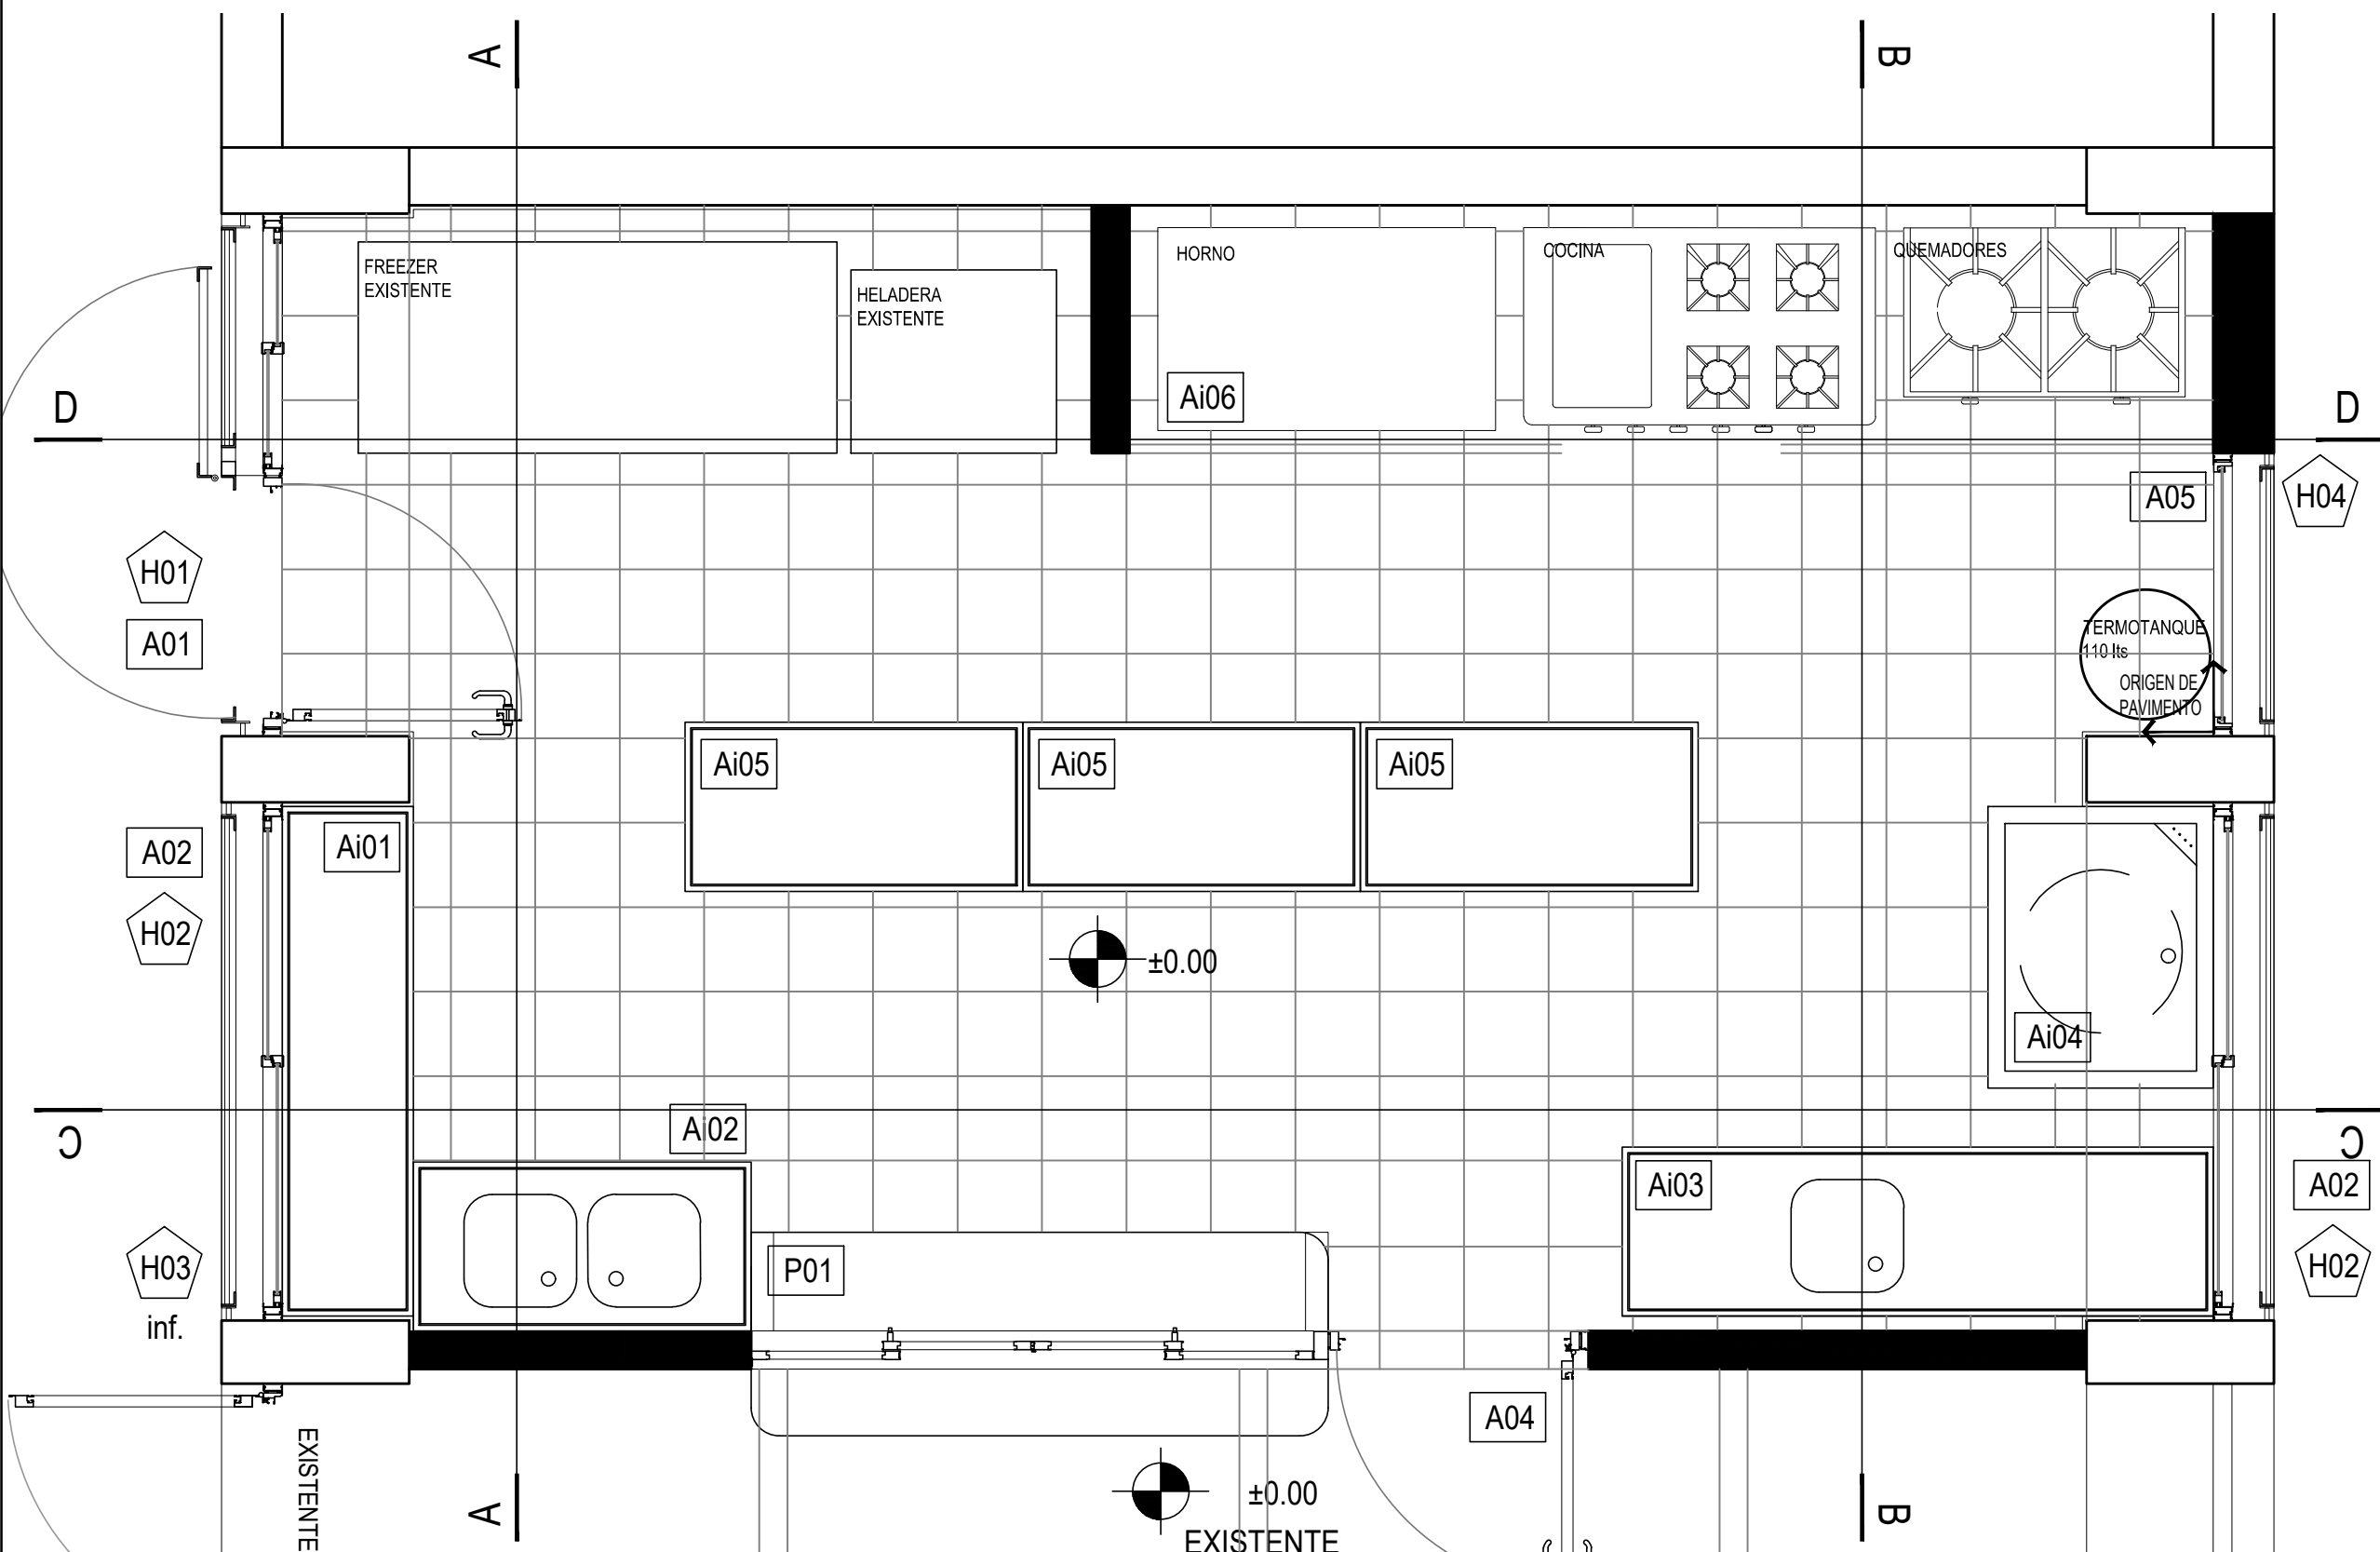 A
B
FREEZER
EXISTENTE
HELADERA
EXISTENTE
HORNO
COCINA
QUEMADORES
Ai06
D
D
A05
H04
H01
A01
TERMOTANQUE
110 lts
ORIGEN DE
PAVIMENTO
Ai05
Ai05
Ai05
A02
Ai01
H02
±0.00
Ai04
C
Ai02
C
Ai03
A02
H03
P01
H02
inf.
A04
EXISTENTE
A
±0.00
B
EXISTENTE